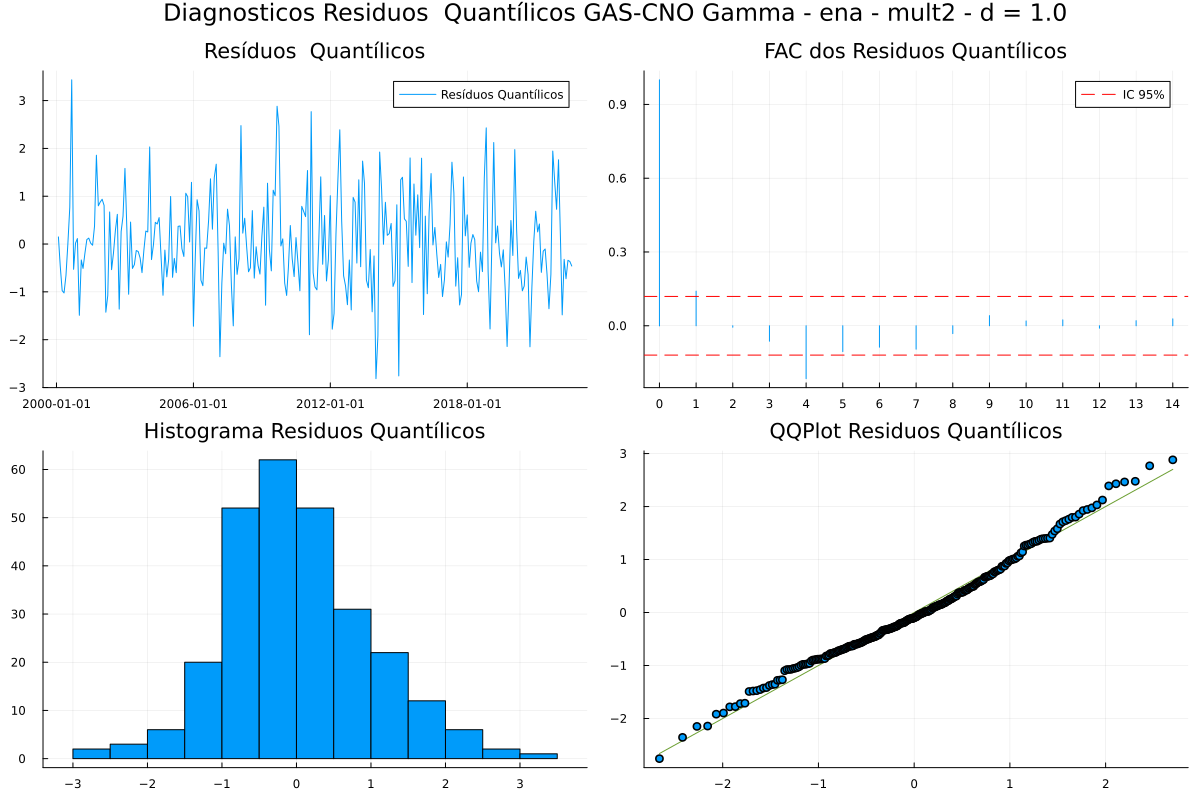 Diagnosticos Residuos  Quantílicos GAS-CNO Gamma - ena - mult2 - d = 1.0
Resíduos  Quantílicos
Resíduos Quantílicos
3
2
1
0
−1
−2
−3
2000-01-01 2006-01-01 2012-01-01 2018-01-01
FAC dos Residuos Quantílicos
IC 95%
0.9
0.6
0.3
0.0
0 1 2 3 4 5 6 7 8 9 10 11 12 13 14
Histograma Residuos Quantílicos
60
50
40
30
20
10
0
−3 −2 −1 0 1 2 3
QQPlot Residuos Quantílicos
3
2
1
0
−1
−2
−2 −1 0 1 2